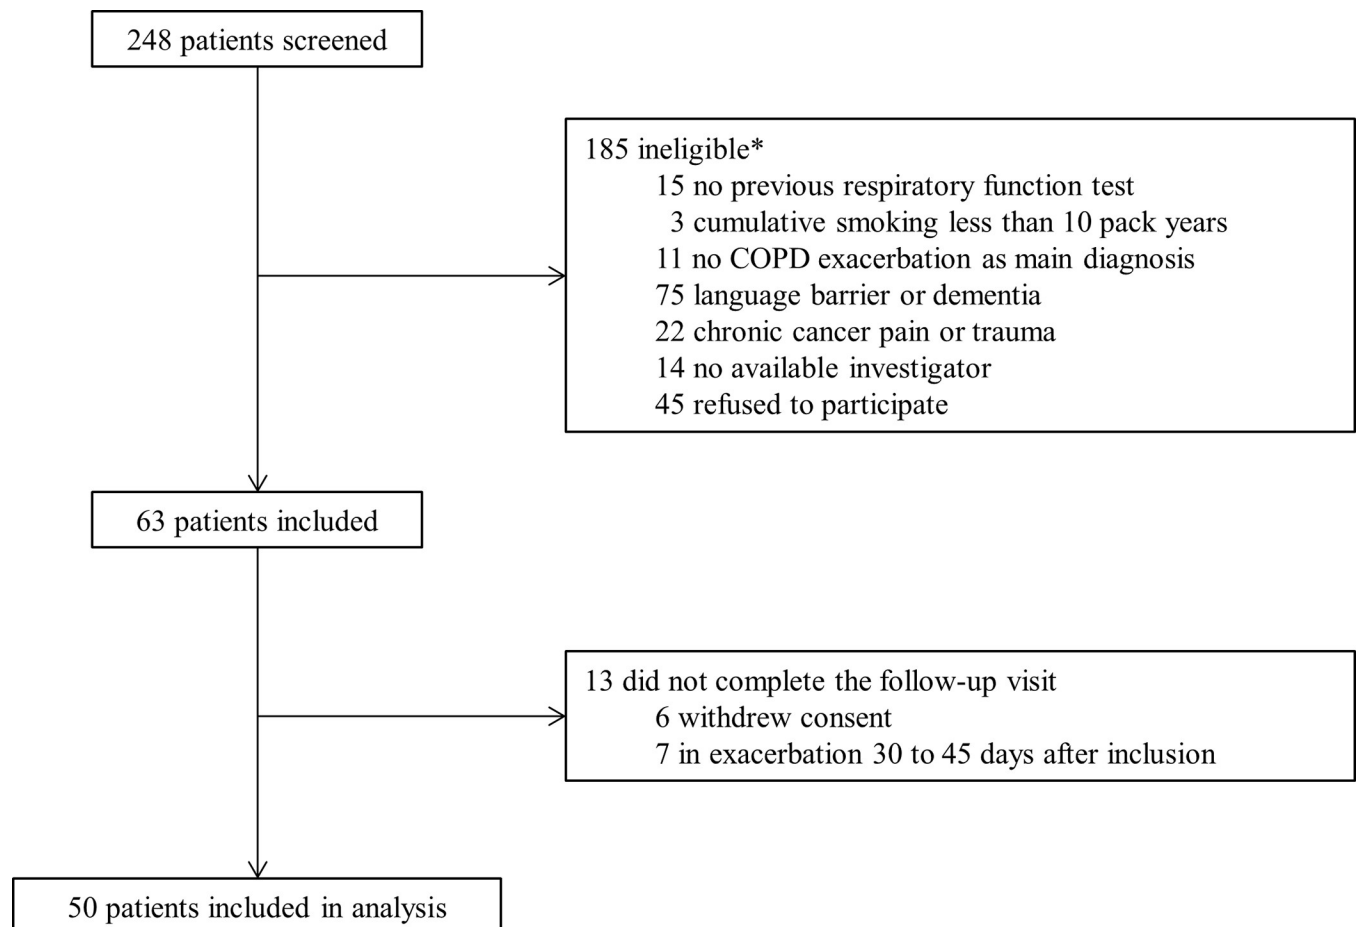 248 patients screened
185 ineligible*
15 no previous respiratory function test
3 cumulative smoking less than 10 pack years
11 no COPD exacerbation as main diagnosis
75 language barrier or dementia
22 chronic cancer pain or trauma
14 no available investigator
45 refused to participate
63 patients included
13 did not complete the follow-up visit
6 withdrew consent
7 in exacerbation 30 to 45 days after inclusion
50 patients included in analysis